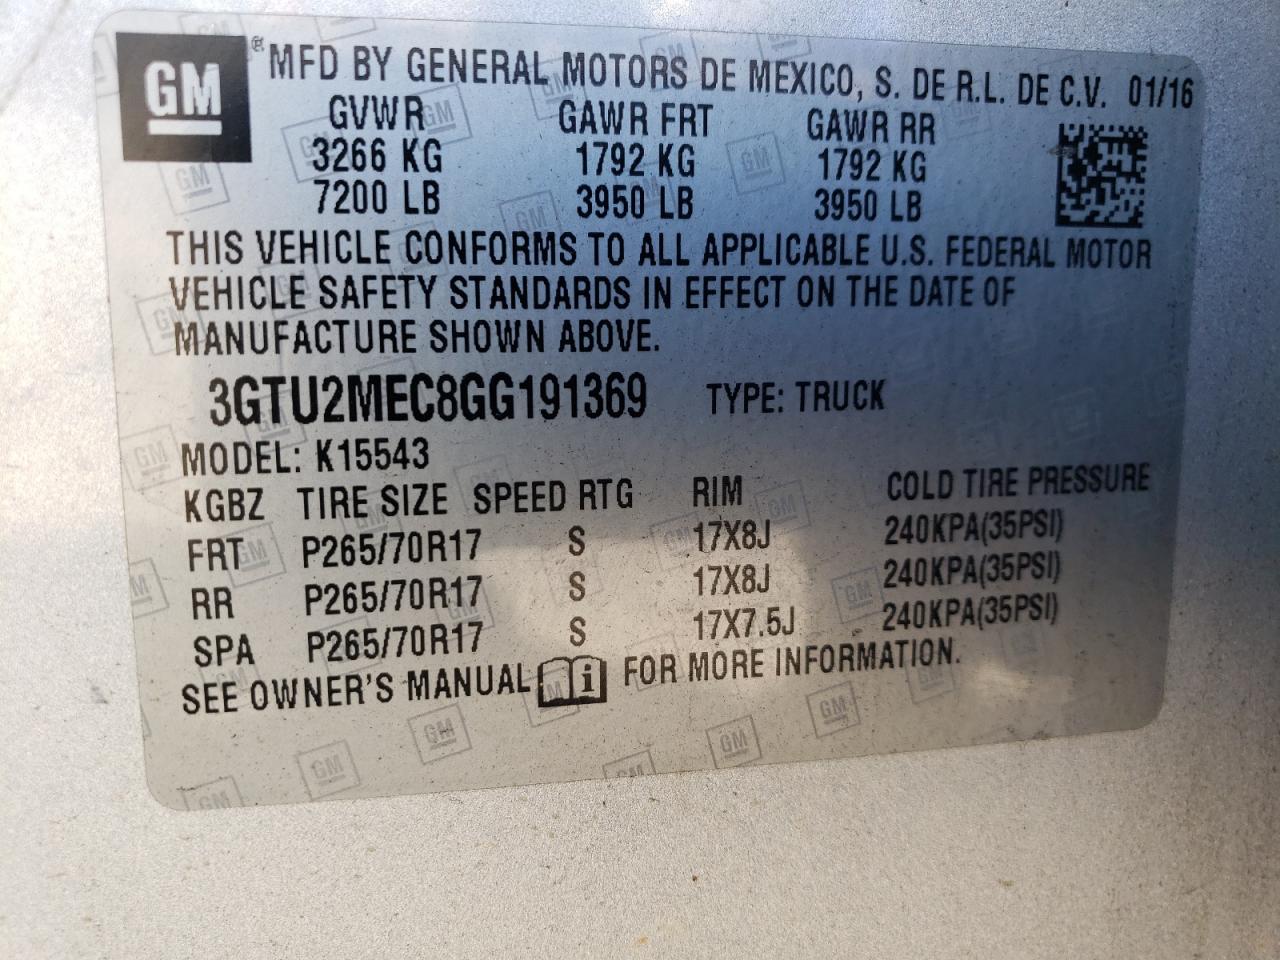 GM ® MFD BY GENERAL MOTORS DE MEXICO, S. DE R.L. DE C.V. 01/16
GVWR GAWR FRT GAWR RR
3266 KG 1792 KG 1792 KG
7200 LB 3950 LB 3950 LB
THIS VEHICLE CONFORMS TO ALL APPLICABLE U.S. FEDERAL MOTOR
VEHICLE SAFETY STANDARDS IN EFFECT ON THE DATE OF
MANUFACTURE SHOWN ABOVE.
3GTU2MEC8GG191369 TYPE: TRUCK
MODEL: K15543
KGBZ TIRE SIZE SPEED RTG RIM COLD TIRE PRESSURE
FRT P265/70R17 S 17X8J 240KPA(35PSI)
RR P265/70R17 S 17X8J 240KPA(35PSI)
SPA P265/70R17 S 17X7.5J 240KPA(35PSI)
SEE OWNER'S MANUAL i FOR MORE INFORMATION.